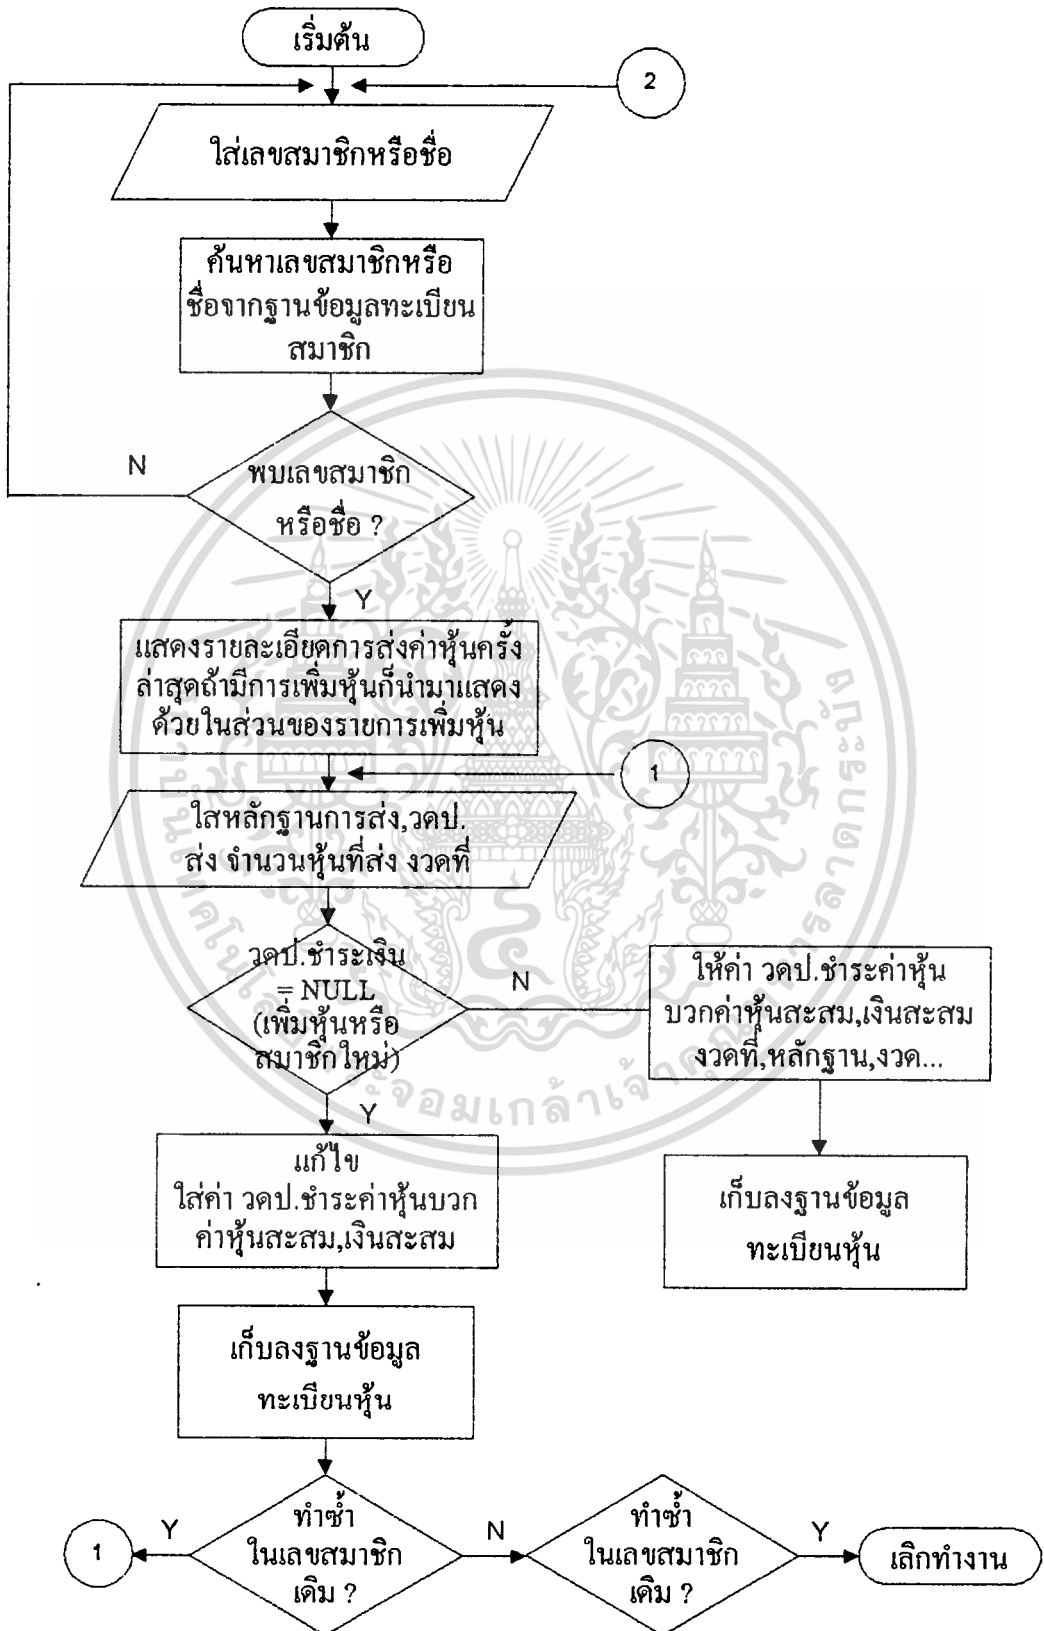 เริ่มต้น
2
ใส่เลขสมาชิกหรือชื่อ
ค้นหาเลขสมาชิกหรือ
ชื่อจากฐานข้อมูลทะเบียน
สมาชิก
N
พบเลขสมาชิก
หรือชื่อ ?
Y
แสดงรายละเอียดการส่งค่าหุ้นครั้ง
ล่าสุดถ้ามีการเพิ่มหุ้นก็นำมาแสดง
ด้วยในส่วนของรายการเพิ่มหุ้น
1
ใสหลักฐานการส่ง,วดป.
ส่ง จำนวนหุ้นที่ส่ง งวดที่
วดป.ชำระเงิน
= NULL
(เพิ่มหุ้นหรือ
สมาชิกใหม่)
N
ให้ค่า วดป.ชำระค่าหุ้น
บวกค่าหุ้นสะสม,เงินสะสม
งวดที่,หลักฐาน,งวด...
Y
แก้ไข
ใส่ค่า วดป.ชำระค่าหุ้นบวก
ค่าหุ้นสะสม,เงินสะสม
เก็บลงฐานข้อมูล
ทะเบียนหุ้น
เก็บลงฐานข้อมูล
ทะเบียนหุ้น
1
Y
ทำซ้ำ
ในเลขสมาชิก
เดิม ?
N
ทำซ้ำ
ในเลขสมาชิก
เดิม ?
Y
เลิกทำงาน